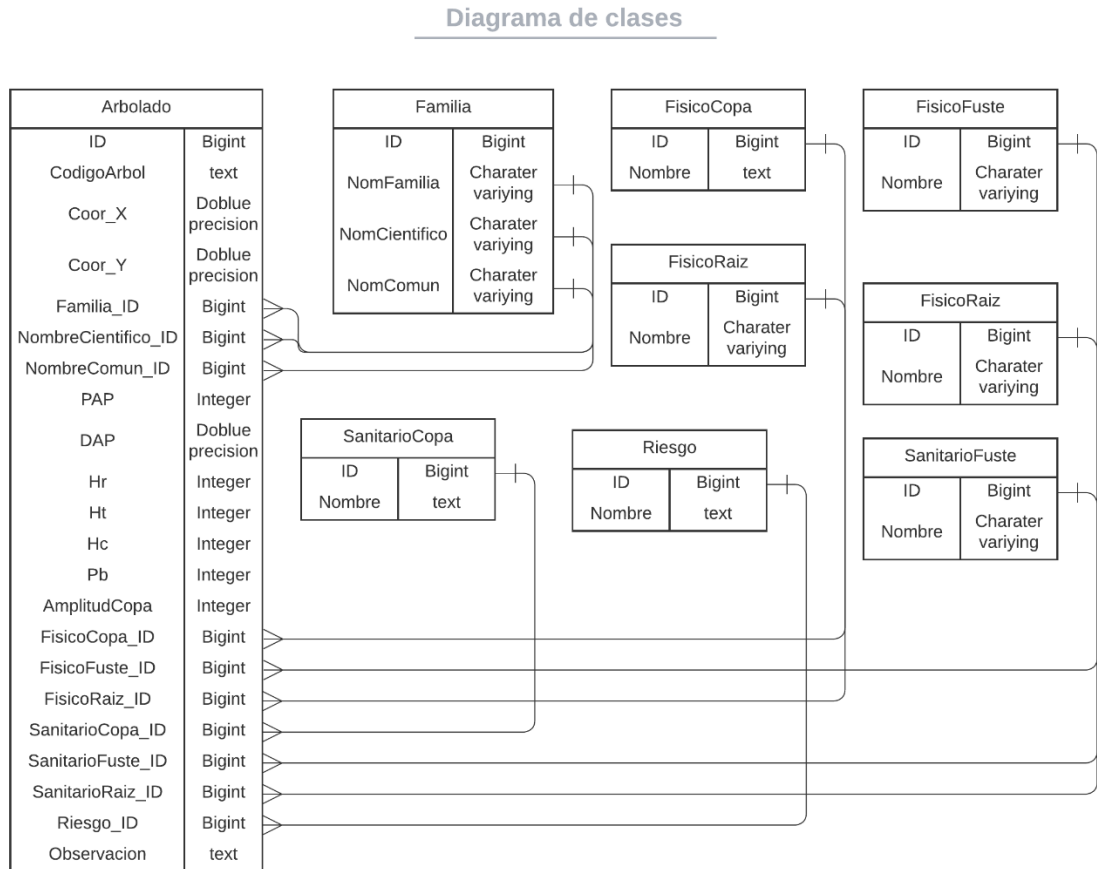 Diagrama de clases
Arbolado
ID Bigint
CodigoArbol text
Coor_X Doblue
precision
Coor_Y Doblue
precision
Familia_ID Bigint
NombreCientifico_ID Bigint
NombreComun_ID Bigint
PAP Integer
DAP Doblue
precision
Hr Integer
Ht Integer
Hc Integer
Pb Integer
AmplitudCopa Integer
FisicoCopa_ID Bigint
FisicoFuste_ID Bigint
FisicoRaiz_ID Bigint
SanitarioCopa_ID Bigint
SanitarioFuste_ID Bigint
SanitarioRaiz_ID Bigint
Riesgo_ID Bigint
Observacion text
Familia
ID Bigint
NomFamilia Charater
variying
NomCientifico Charater
variying
NomComun Charater
variying
FisicoCopa
ID Bigint
Nombre text
FisicoFuste
ID Bigint
Nombre Charater
variying
FisicoRaiz
ID Bigint
Nombre Charater
variying
FisicoRaiz
ID Bigint
Nombre Charater
variying
SanitarioCopa
ID Bigint
Nombre text
Riesgo
ID Bigint
Nombre text
SanitarioFuste
ID Bigint
Nombre Charater
variying